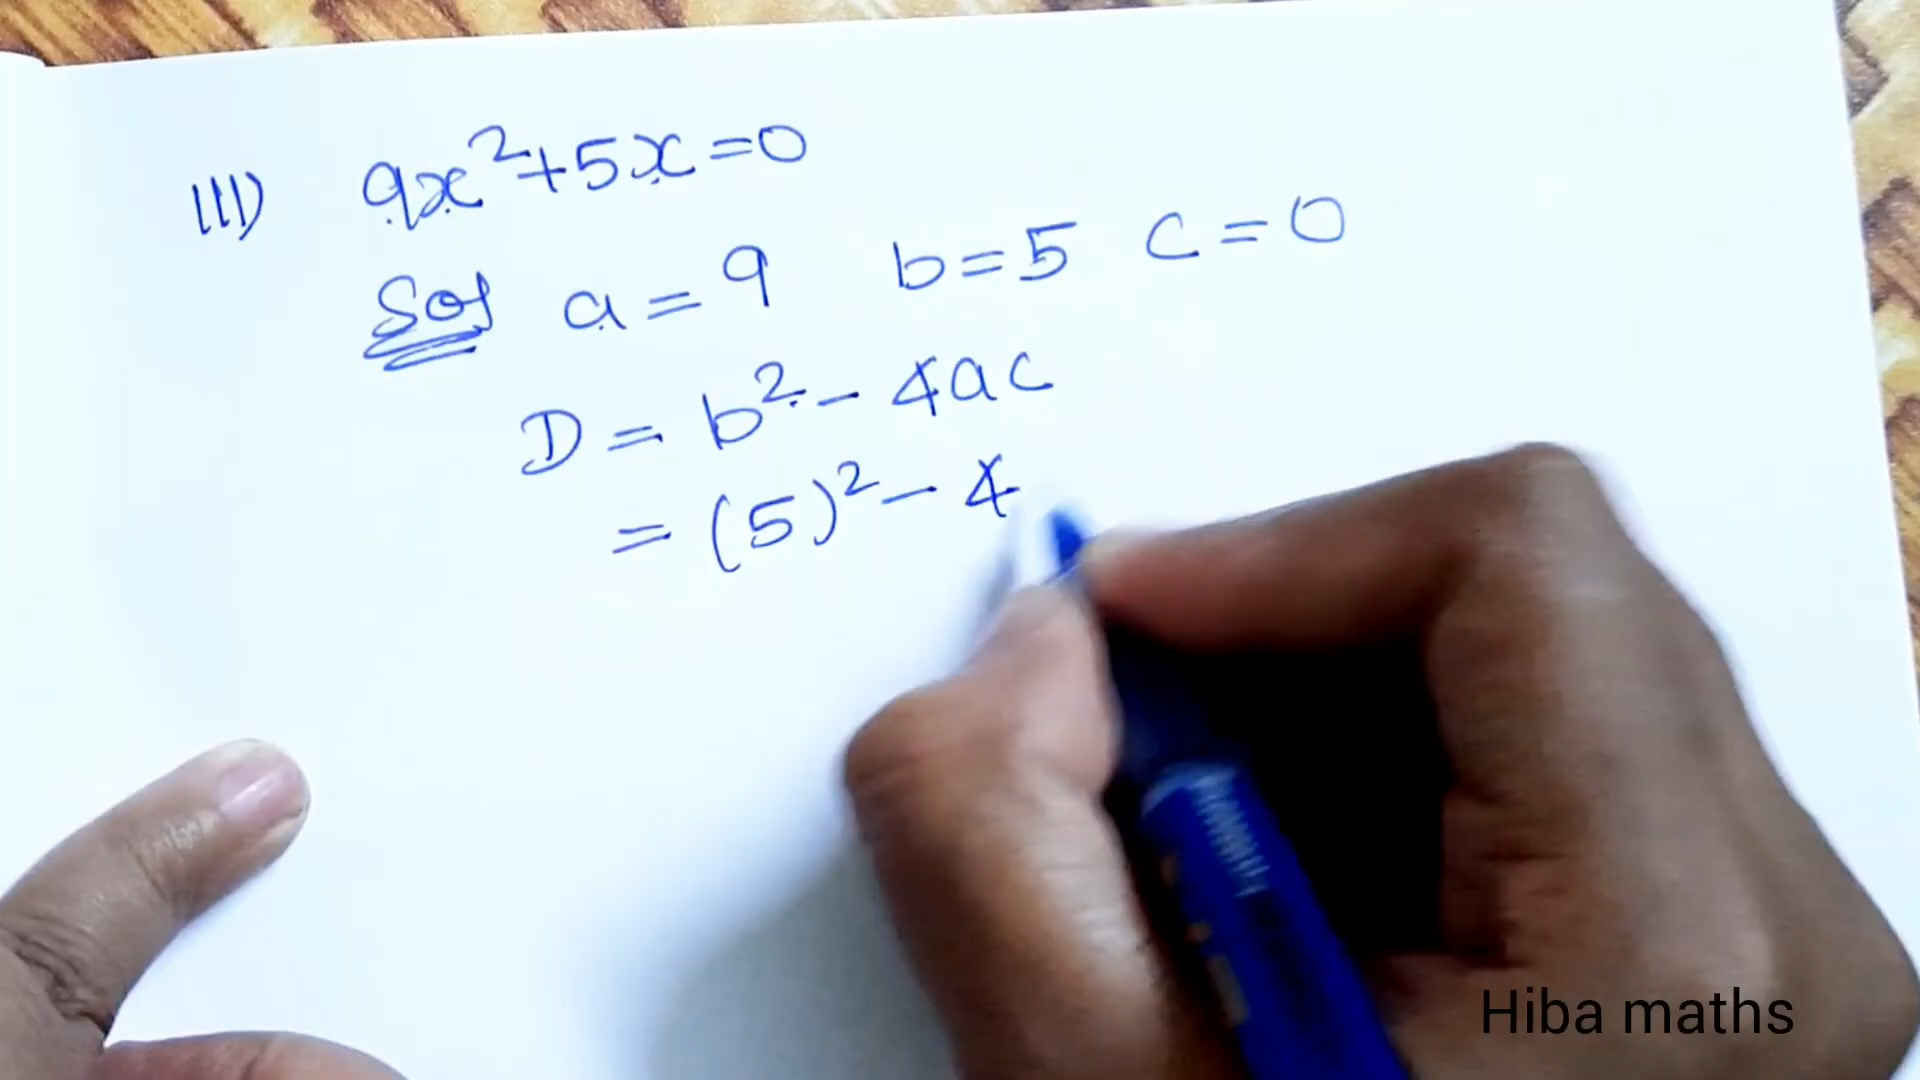 III) 9x²+5x=0
Sol a=9 b=5 c=0
D = b² - 4ac
= (5)² - 4
Hiba maths